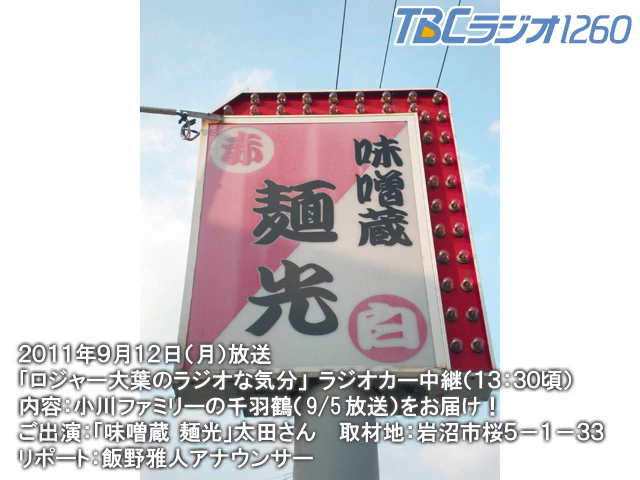 TBCラジオ1260
赤
味噌蔵
麺光
白
2011年9月12日(月)放送
「ロジャー大葉のラジオな気分」 ラジオカー中継(13:30頃)
内容:小川ファミリーの千羽鶴(9/5放送)をお届け!
ご出演:「味噌蔵 麺光」太田さん 取材地:岩沼市桜5-1-33
リポート:飯野雅人アナウンサー